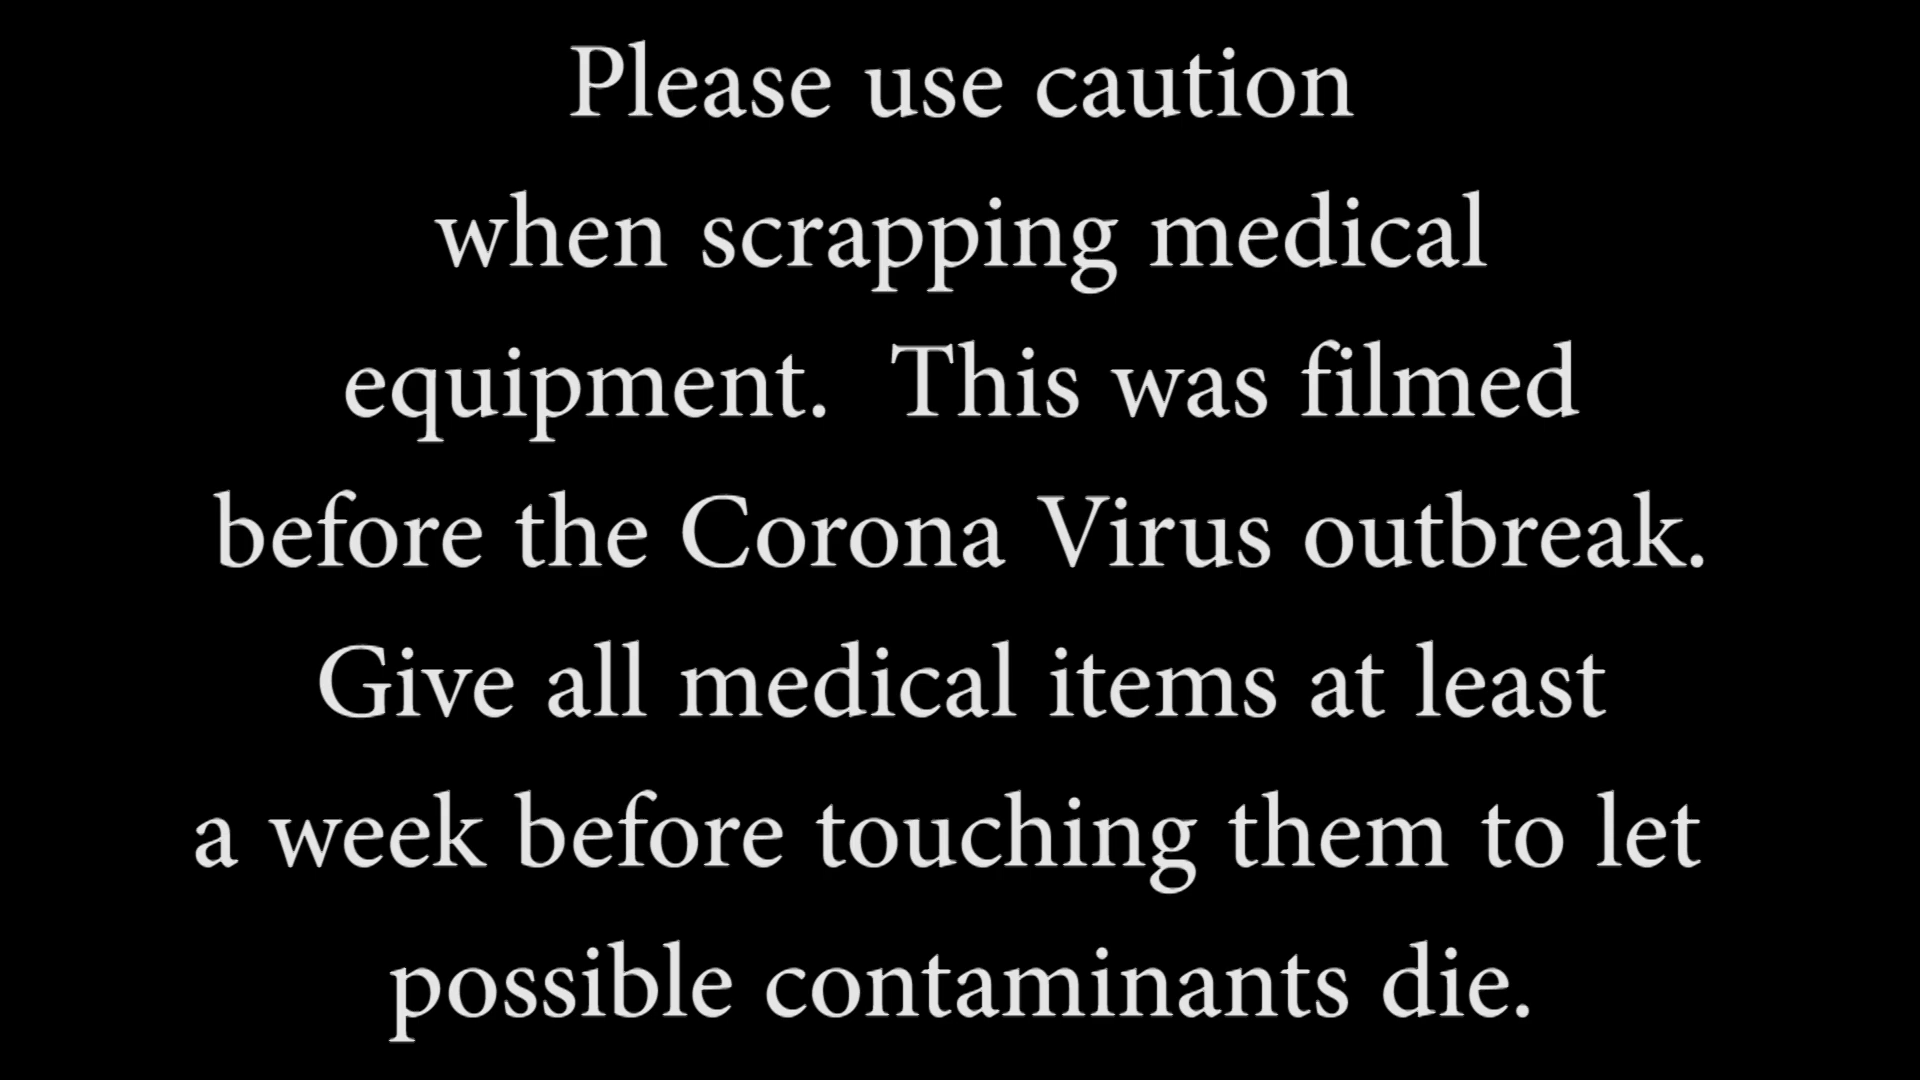 Please use caution
when scrapping medical
equipment.  This was filmed
before the Corona Virus outbreak.
Give all medical items at least
a week before touching them to let
possible contaminants die.